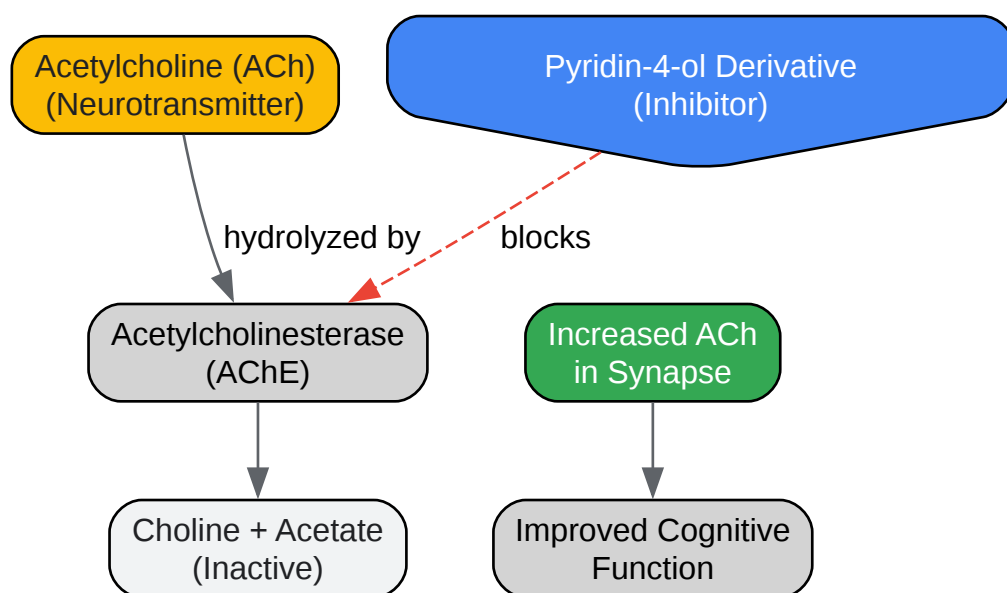 Acetylcholine (ACh)
(Neurotransmitter)
Pyridin-4-ol Derivative
(Inhibitor)
hydrolyzed by
blocks
Acetylcholinesterase
(AChE)
Increased ACh
in Synapse
Choline + Acetate
(Inactive)
Improved Cognitive
Function